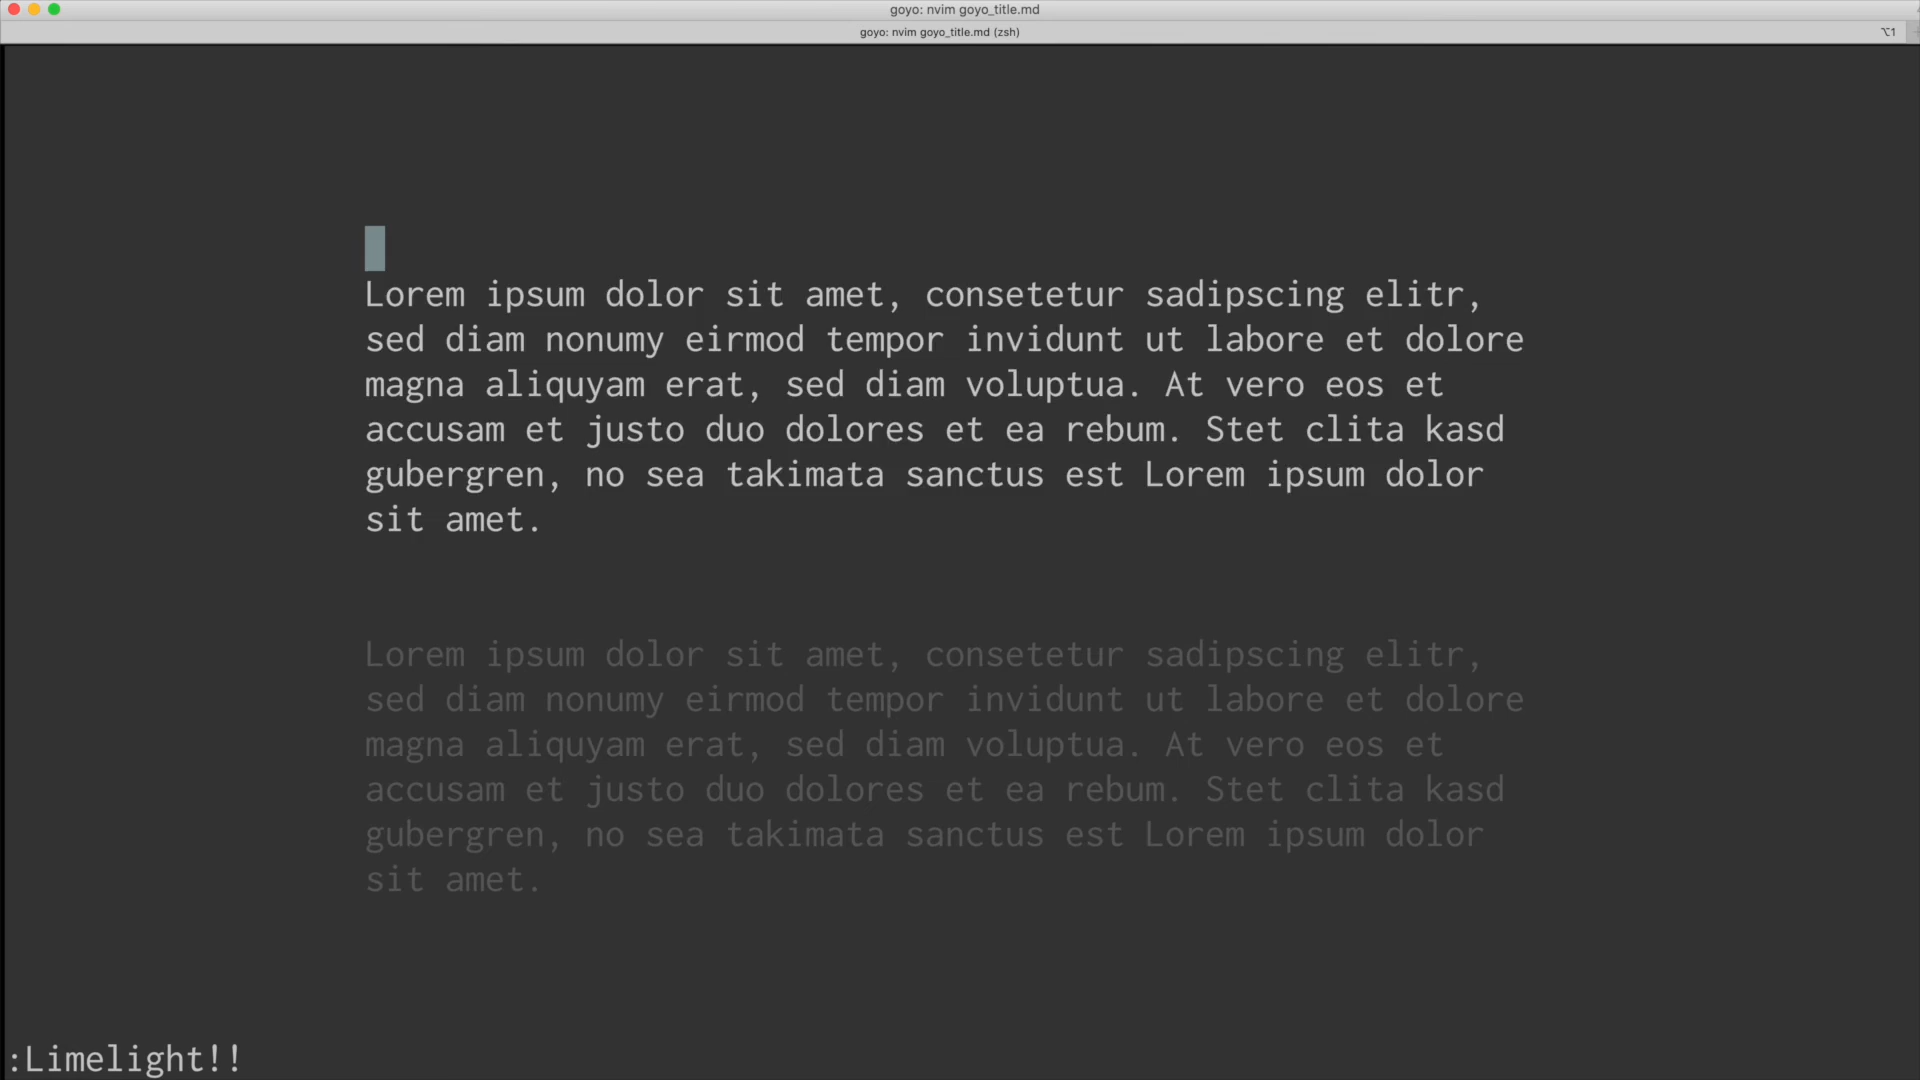 goyo: nvim goyo_title.md
goyo: nvim goyo_title.md (zsh)
⌥1
Lorem ipsum dolor sit amet, consetetur sadipscing elitr,
sed diam nonumy eirmod tempor invidunt ut labore et dolore
magna aliquyam erat, sed diam voluptua. At vero eos et
accusam et justo duo dolores et ea rebum. Stet clita kasd
gubergren, no sea takimata sanctus est Lorem ipsum dolor
sit amet.
Lorem ipsum dolor sit amet, consetetur sadipscing elitr,
sed diam nonumy eirmod tempor invidunt ut labore et dolore
magna aliquyam erat, sed diam voluptua. At vero eos et
accusam et justo duo dolores et ea rebum. Stet clita kasd
gubergren, no sea takimata sanctus est Lorem ipsum dolor
sit amet.
:Limelight!!